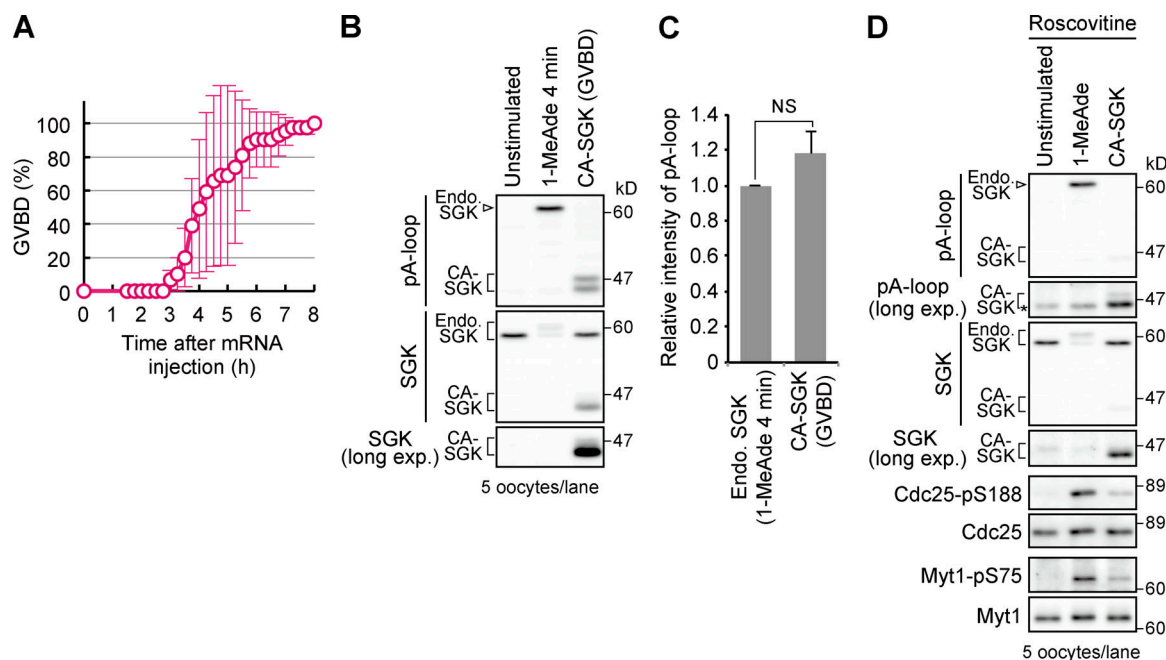 A
GVBD (%)
100
80
60
40
20
0
0 1 2 3 4 5 6 7 8
Time after mRNA
injection (h)
B
Unstimulated
1-MeAde 4 min
CA-SGK (GVBD)
kD
pA-loop
Endo.
SGK
60
CA-
SGK
47
SGK
Endo.
SGK
60
CA-
SGK
47
SGK
(long exp.)
CA-
SGK
47
5 oocytes/lane
C
Relative intensity of pA-loop
NS
1.4
1.2
1.0
0.8
0.6
0.4
0.2
0
Endo. SGK
(1-MeAde 4 min)
CA-SGK
(GVBD)
D
Roscovitine
Unstimulated
1-MeAde
CA-SGK
kD
pA-loop
Endo.
SGK
60
CA-
SGK
47
pA-loop
(long exp.)
CA-
SGK
*
47
SGK
Endo.
SGK
60
CA-
SGK
47
SGK
(long exp.)
CA-
SGK
47
Cdc25-pS188
89
Cdc25
89
Myt1-pS75
60
Myt1
60
5 oocytes/lane